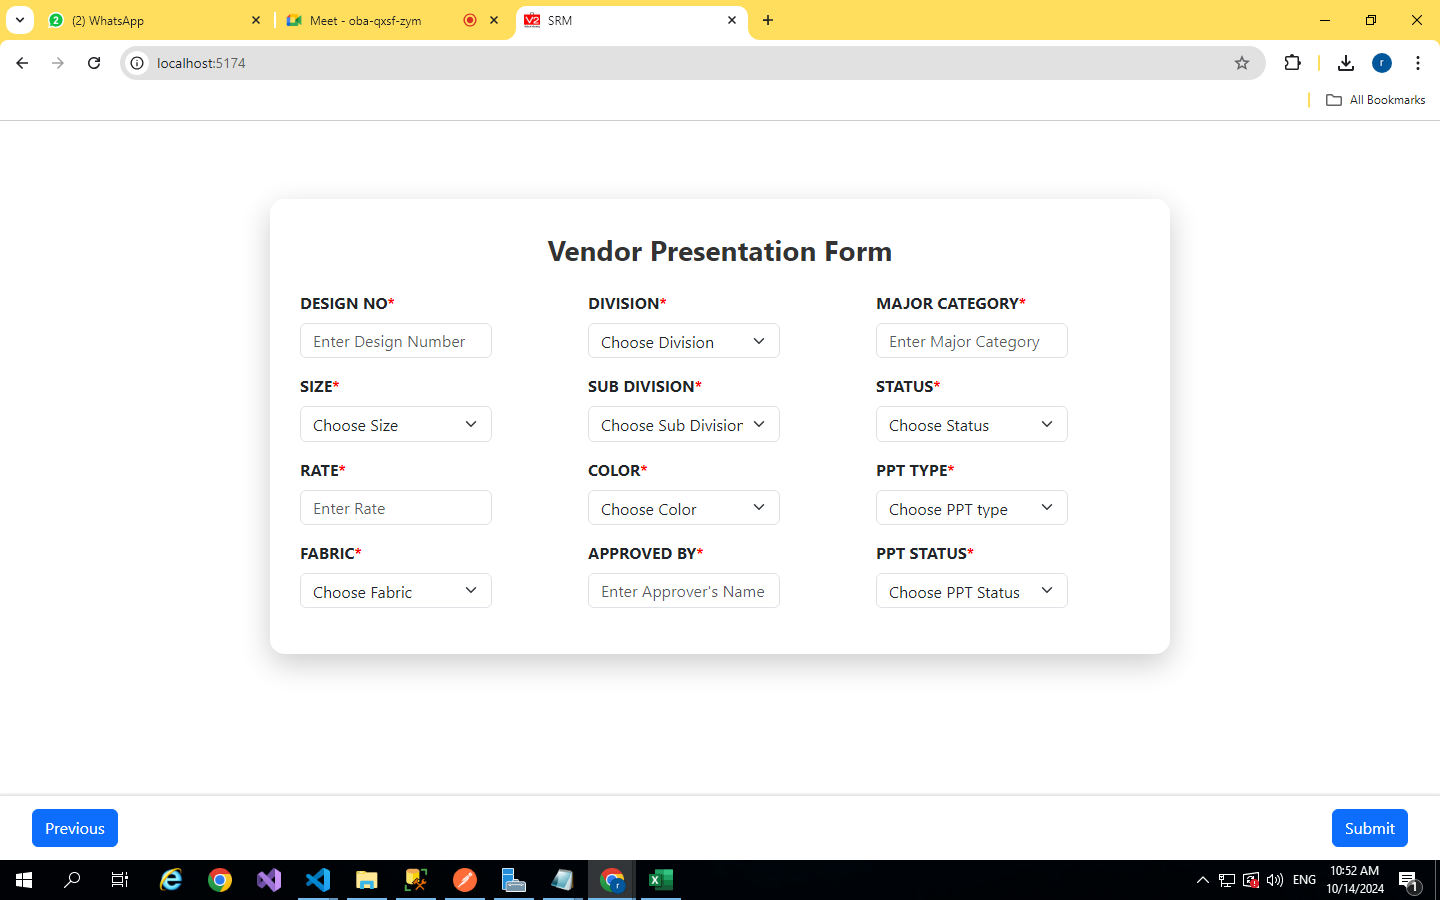 (2) WhatsApp
Meet - oba-qxsf-zym
SRM
localhost:5174
r
All Bookmarks
Vendor Presentation Form
DESIGN NO* DIVISION* MAJOR CATEGORY*
Enter Design Number Choose Division Enter Major Category
SIZE* SUB DIVISION* STATUS*
Choose Size Choose Sub Division Choose Status
RATE* COLOR* PPT TYPE*
Enter Rate Choose Color Choose PPT type
FABRIC* APPROVED BY* PPT STATUS*
Choose Fabric Enter Approver's Name Choose PPT Status
Previous Submit
ENG
10:52 AM
10/14/2024
1